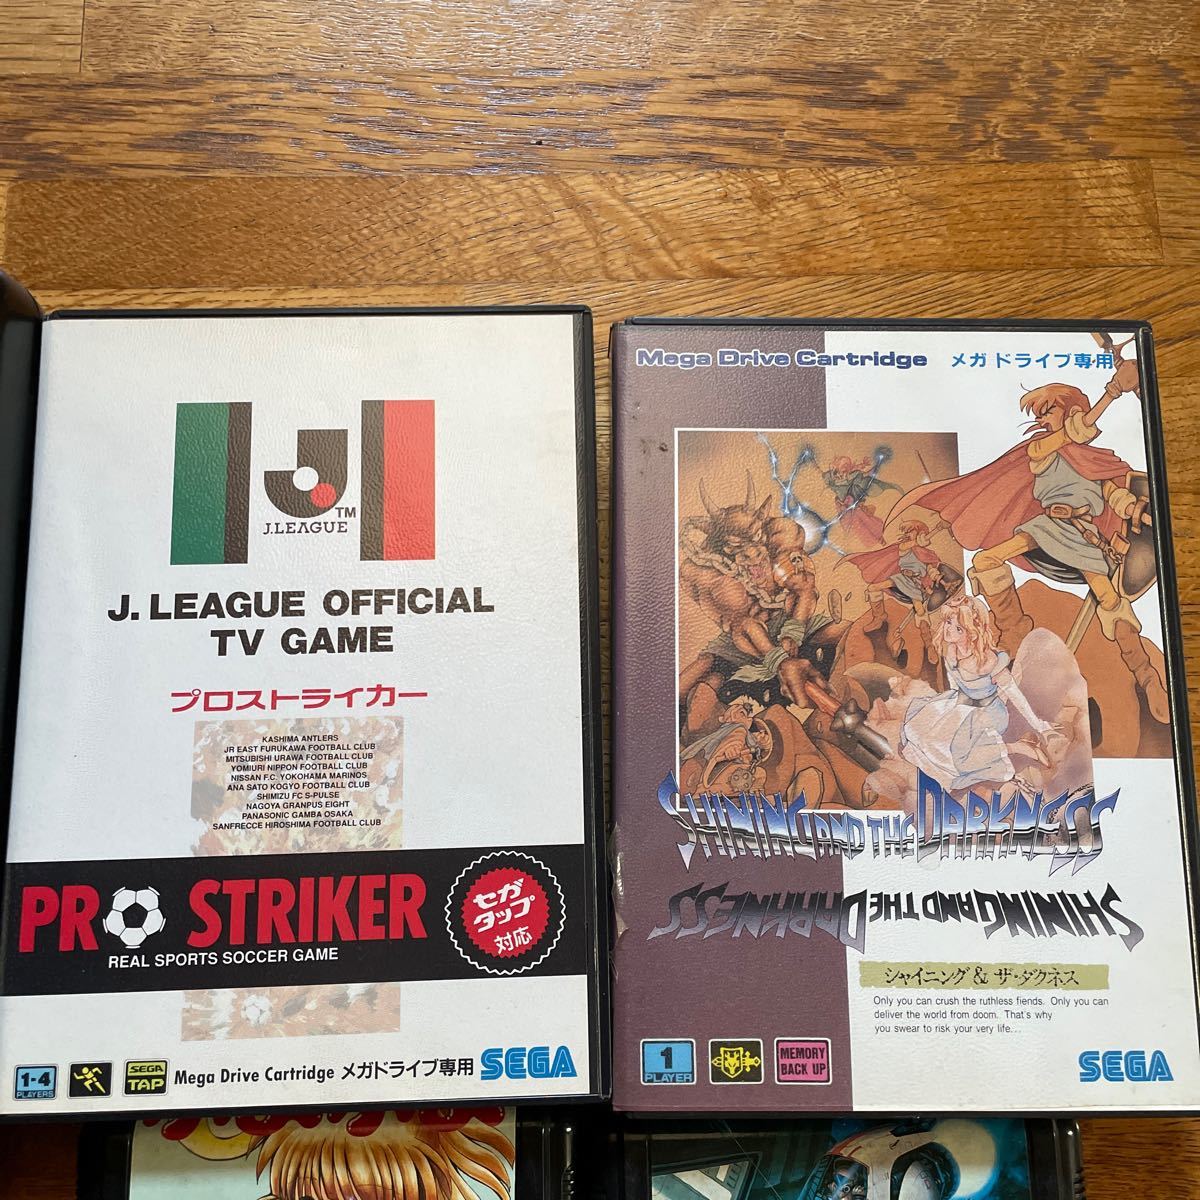 J.LEAGUE
TM
J. LEAGUE OFFICIAL
TV GAME
プロストライカー
KASHIMA ANTLERS
JR EAST FURUKAWA FOOTBALL CLUB
MITSUBISHI URAWA FOOTBALL CLUB
YOMIURI NIPPON FOOTBALL CLUB
NISSAN F.C. YOKOHAMA MARINOS
ANA SATO KOGYO FOOTBALL CLUB
SHIMIZU FC S-PULSE
NAGOYA GRANPUS EIGHT
PANASONIC GAMBA OSAKA
SANFRECCE HIROSHIMA FOOTBALL CLUB
PRO STRIKER
REAL SPORTS SOCCER GAME
セガ
タップ
対応
1-4
PLAYERS
SEGA
TAP
Mega Drive Cartridge メガドライブ専用
SEGA
Mega Drive Cartridge メガドライブ専用
SHINING AND THE DARKNESS
SHINING AND THE DARKNESS
シャイニング&ザ・ダクネス
Only you can crush the ruthless fiends. Only you can
deliver the world from doom. That's why
you swear to risk your very life...
1
PLAYER
MEMORY
BACK UP
SEGA